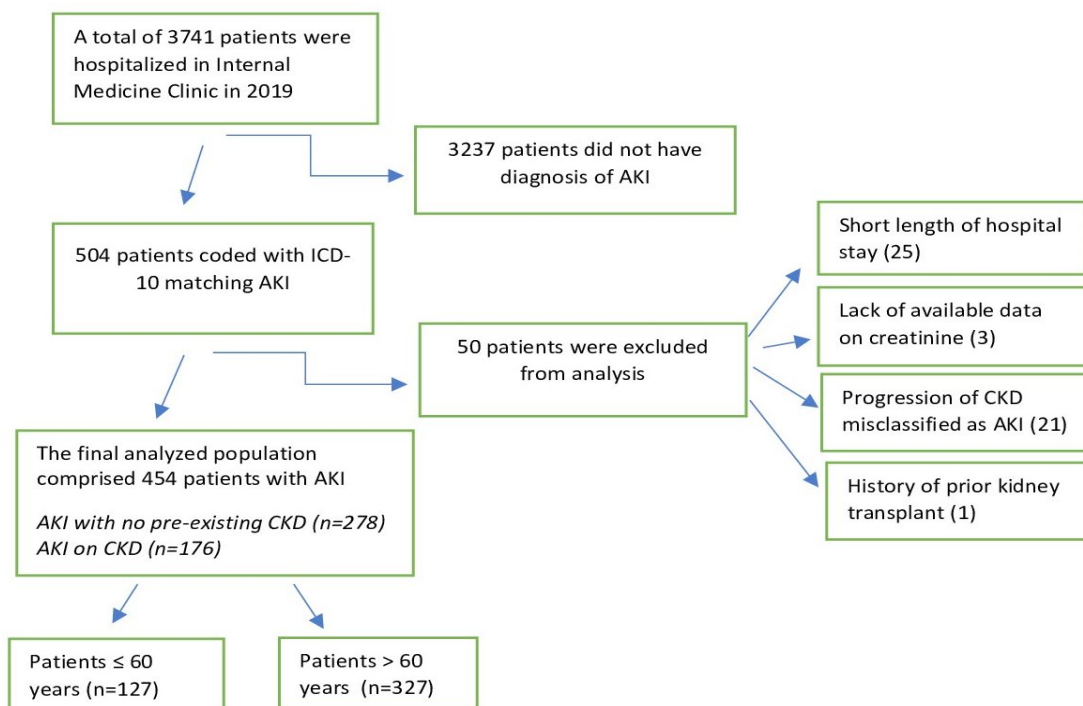 A total of 3741 patients were
hospitalized in Internal
Medicine Clinic in 2019
3237 patients did not have
diagnosis of AKI
504 patients coded with ICD-
10 matching AKI
50 patients were excluded
from analysis
Short length of hospital
stay (25)
Lack of available data
on creatinine (3)
Progression of CKD
misclassified as AKI (21)
History of prior kidney
transplant (1)
The final analyzed population
comprised 454 patients with AKI
AKI with no pre-existing CKD (n=278)
AKI on CKD (n=176)
Patients ≤ 60
years (n=127)
Patients > 60
years (n=327)